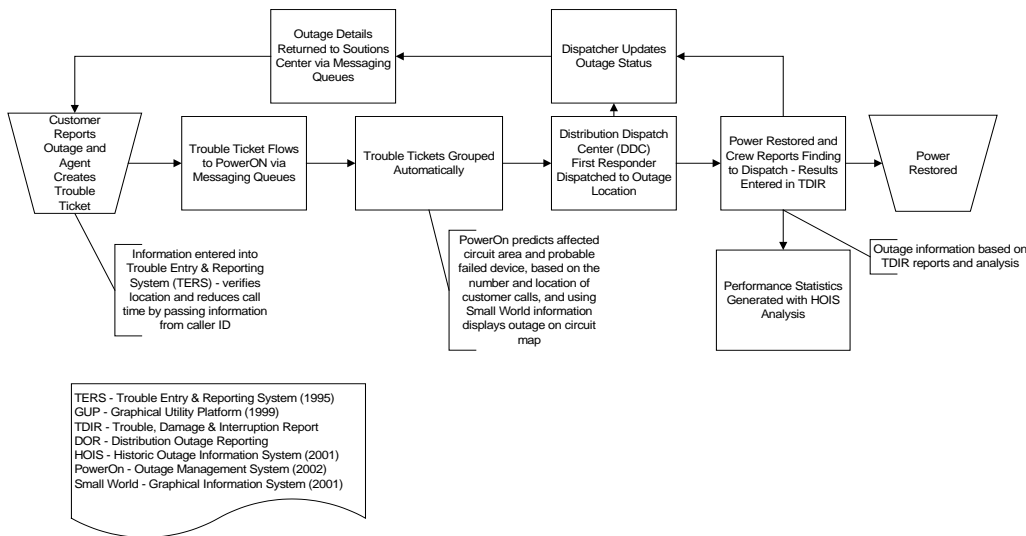 Outage Details
Returned to Soutions
Center via Messaging
Queues
Dispatcher Updates
Outage Status
Customer
Reports
Outage and
Agent
Creates
Trouble
Ticket
Trouble Ticket Flows
to PowerON via
Messaging Queues
Trouble Tickets Grouped
Automatically
Distribution Dispatch
Center (DDC)
First Responder
Dispatched to Outage
Location
Power Restored and
Crew Reports Finding
to Dispatch - Results
Entered in TDIR
Power
Restored
Information entered into
Trouble Entry & Reporting
System (TERS) - verifies
location and reduces call
time by passing information
from caller ID
PowerOn predicts affected
circuit area and probable
failed device, based on the
number and location of
customer calls, and using
Small World information
displays outage on circuit
map
Outage information based on
TDIR reports and analysis
Performance Statistics
Generated with HOIS
Analysis
TERS - Trouble Entry & Reporting System (1995)
GUP - Graphical Utility Platform (1999)
TDIR - Trouble, Damage & Interruption Report
DOR - Distribution Outage Reporting
HOIS - Historic Outage Information System (2001)
PowerOn - Outage Management System (2002)
Small World - Graphical Information System (2001)